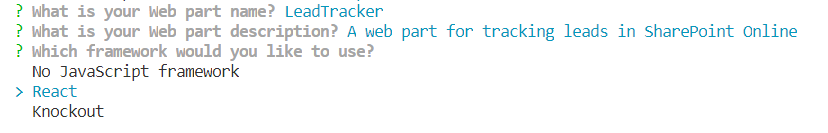 ? What is your Web part name? LeadTracker
? What is your Web part description? A web part for tracking leads in SharePoint Online
? Which framework would you like to use?
No JavaScript framework
> React
Knockout